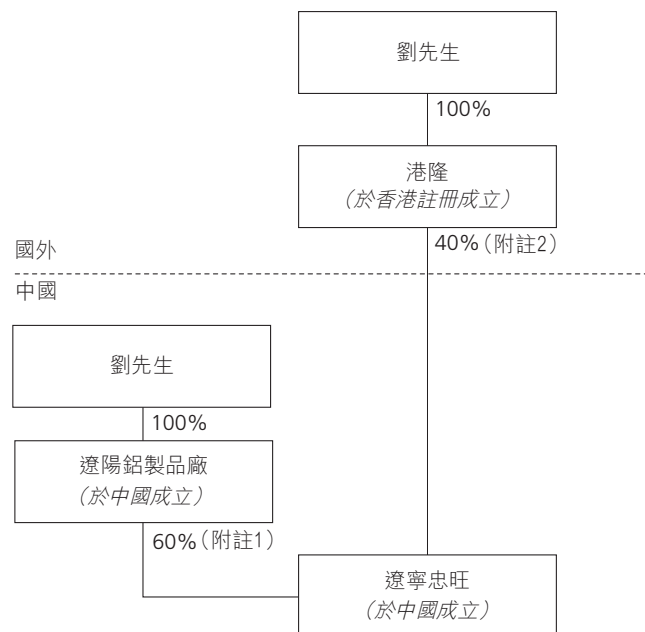 劉先生
100%
港隆
(於香港註冊成立)
40%(附註2)
國外
中國
劉先生
100%
遼陽鋁製品廠
(於中國成立)
60%(附註1)
遼寧忠旺
(於中國成立)